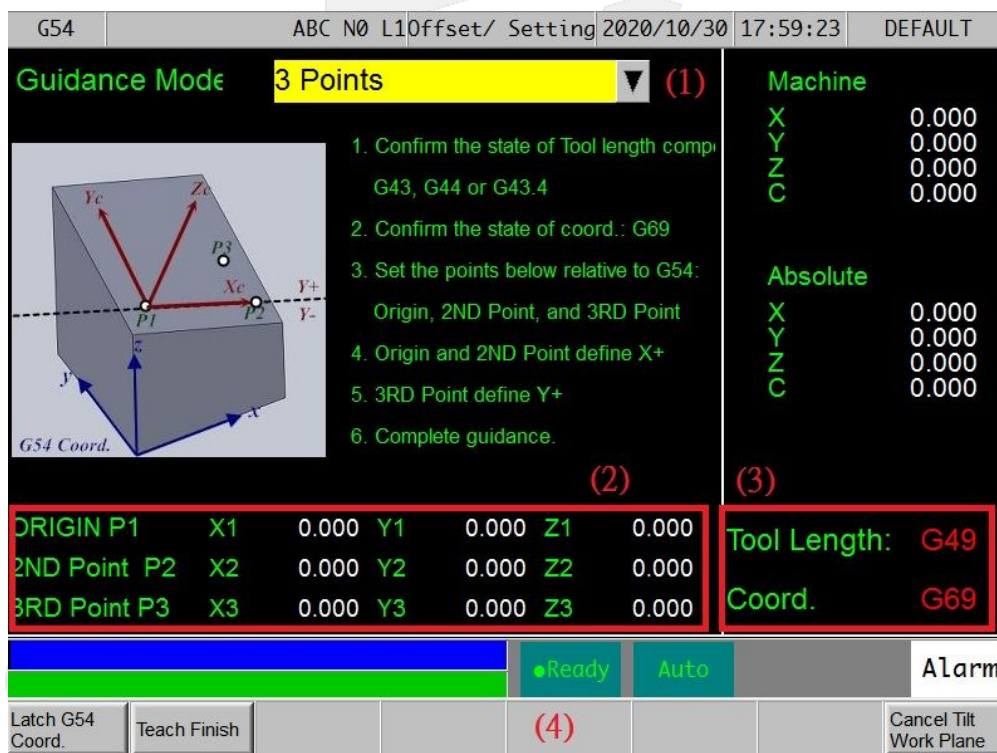 G54 ABC N0 L1 Offset/ Setting 2020/10/30 17:59:23 DEFAULT
Guidance Mode 3 Points (1)
1. Confirm the state of Tool length comp
G43, G44 or G43.4
2. Confirm the state of coord.: G69
3. Set the points below relative to G54:
Origin, 2ND Point, and 3RD Point
4. Origin and 2ND Point define X+
5. 3RD Point define Y+
6. Complete guidance.
Yc Zc
P3
Xc Y+
P1 P2 Y-
z
y
x
G54 Coord.
Machine
X 0.000
Y 0.000
Z 0.000
C 0.000
Absolute
X 0.000
Y 0.000
Z 0.000
C 0.000
(2) (3)
ORIGIN P1 X1 0.000 Y1 0.000 Z1 0.000
2ND Point P2 X2 0.000 Y2 0.000 Z2 0.000
3RD Point P3 X3 0.000 Y3 0.000 Z3 0.000
Tool Length: G49
Coord. G69
●Ready Auto Alarm
Latch G54
Coord.
Teach Finish
(4)
Cancel Tilt
Work Plane